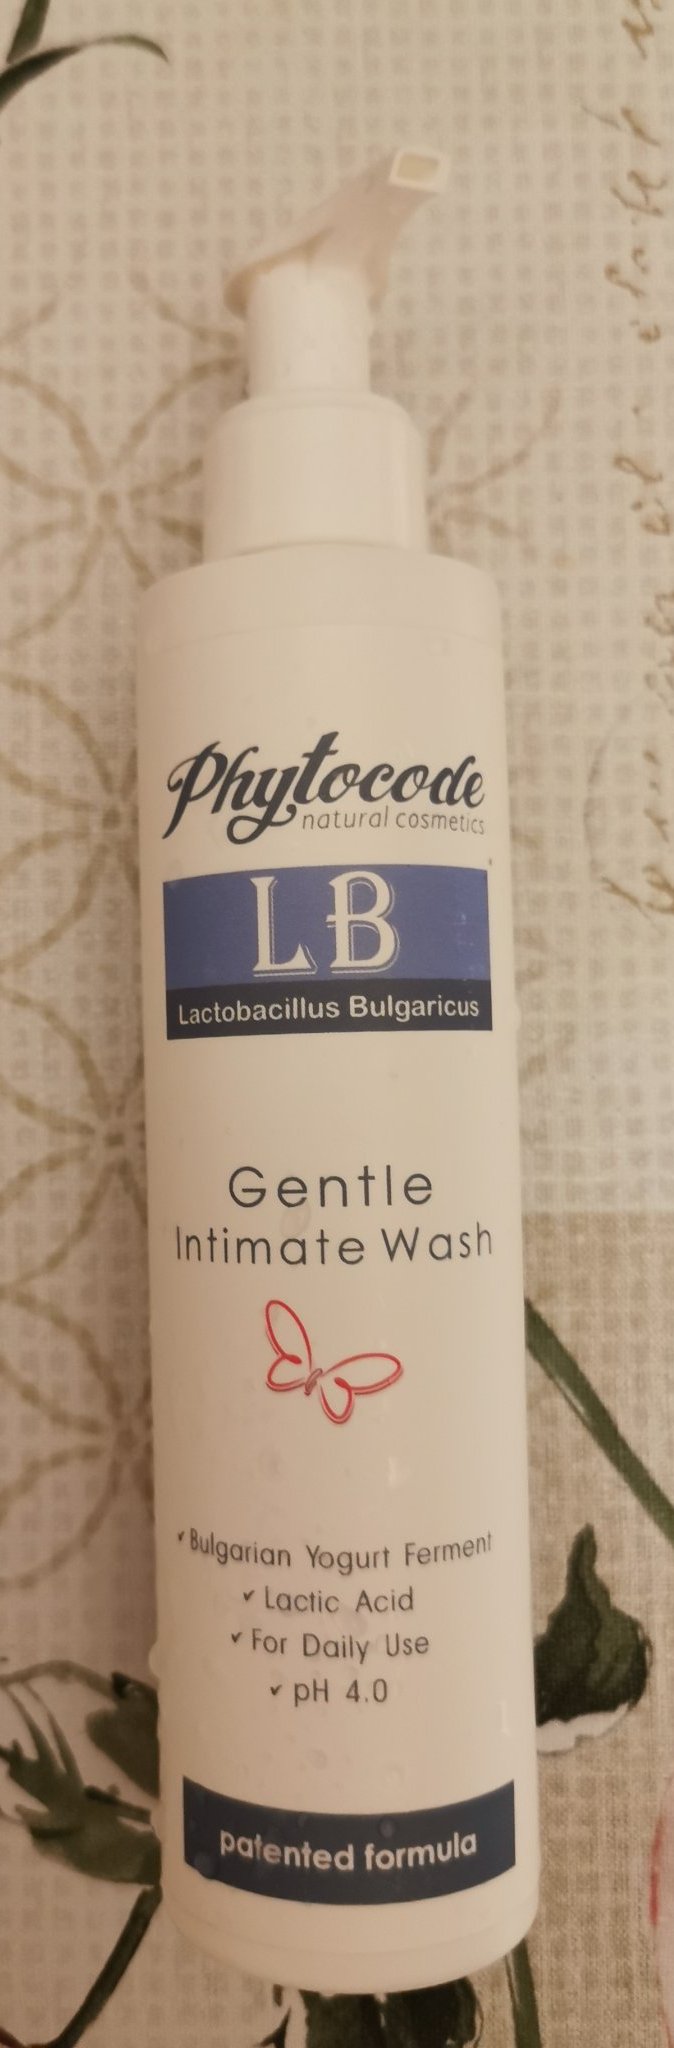 Phytocode
natural cosmetics
LB
Lactobacillus Bulgaricus
Gentle
Intimate Wash
Bulgarian Yogurt Ferment
Lactic Acid
For Daily Use
pH 4.0
patented formula